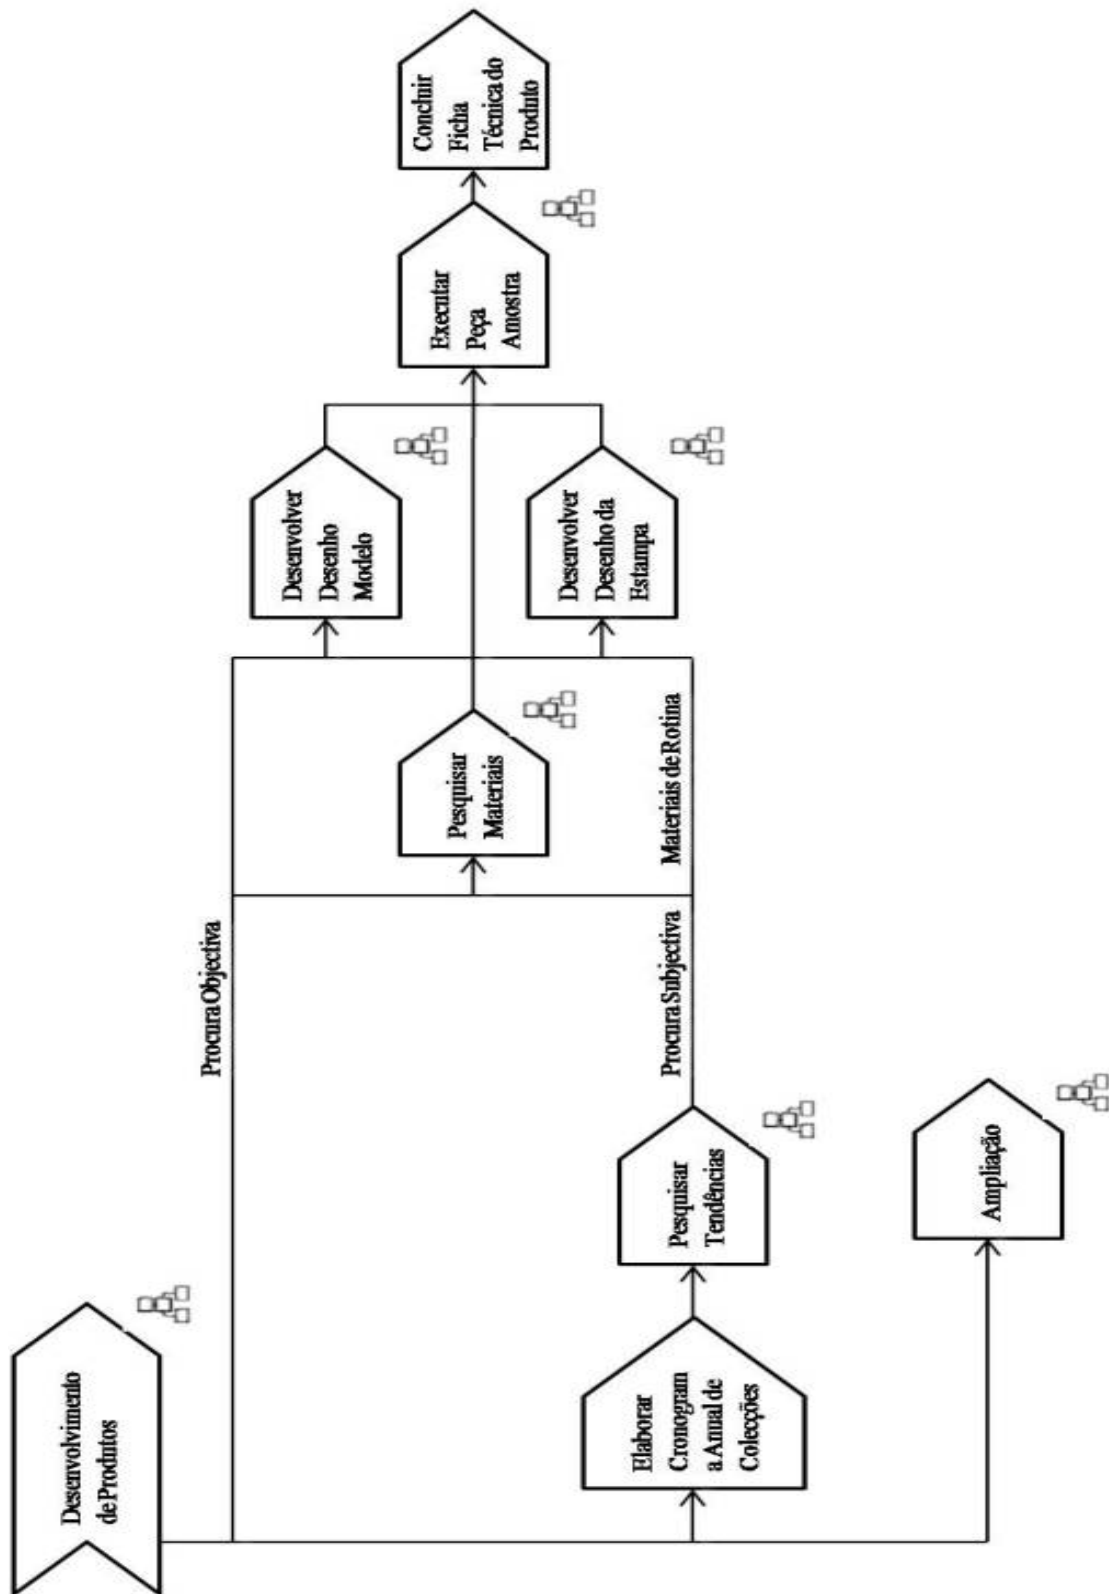 Desenvolvimento
de Produtos
Procura Objectiva
Elaborar
Cronogram
a Anual de
Colecções
Pesquisar
Tendências
Procura Subjectiva
Materiais de Rotina
Pesquisar
Materiais
Desenvolver
Desenho
Modelo
Desenvolver
Desenho da
Estampa
Executar
Peça
Amostra
Concluir
Ficha
Técnica do
Produto
Ampliação